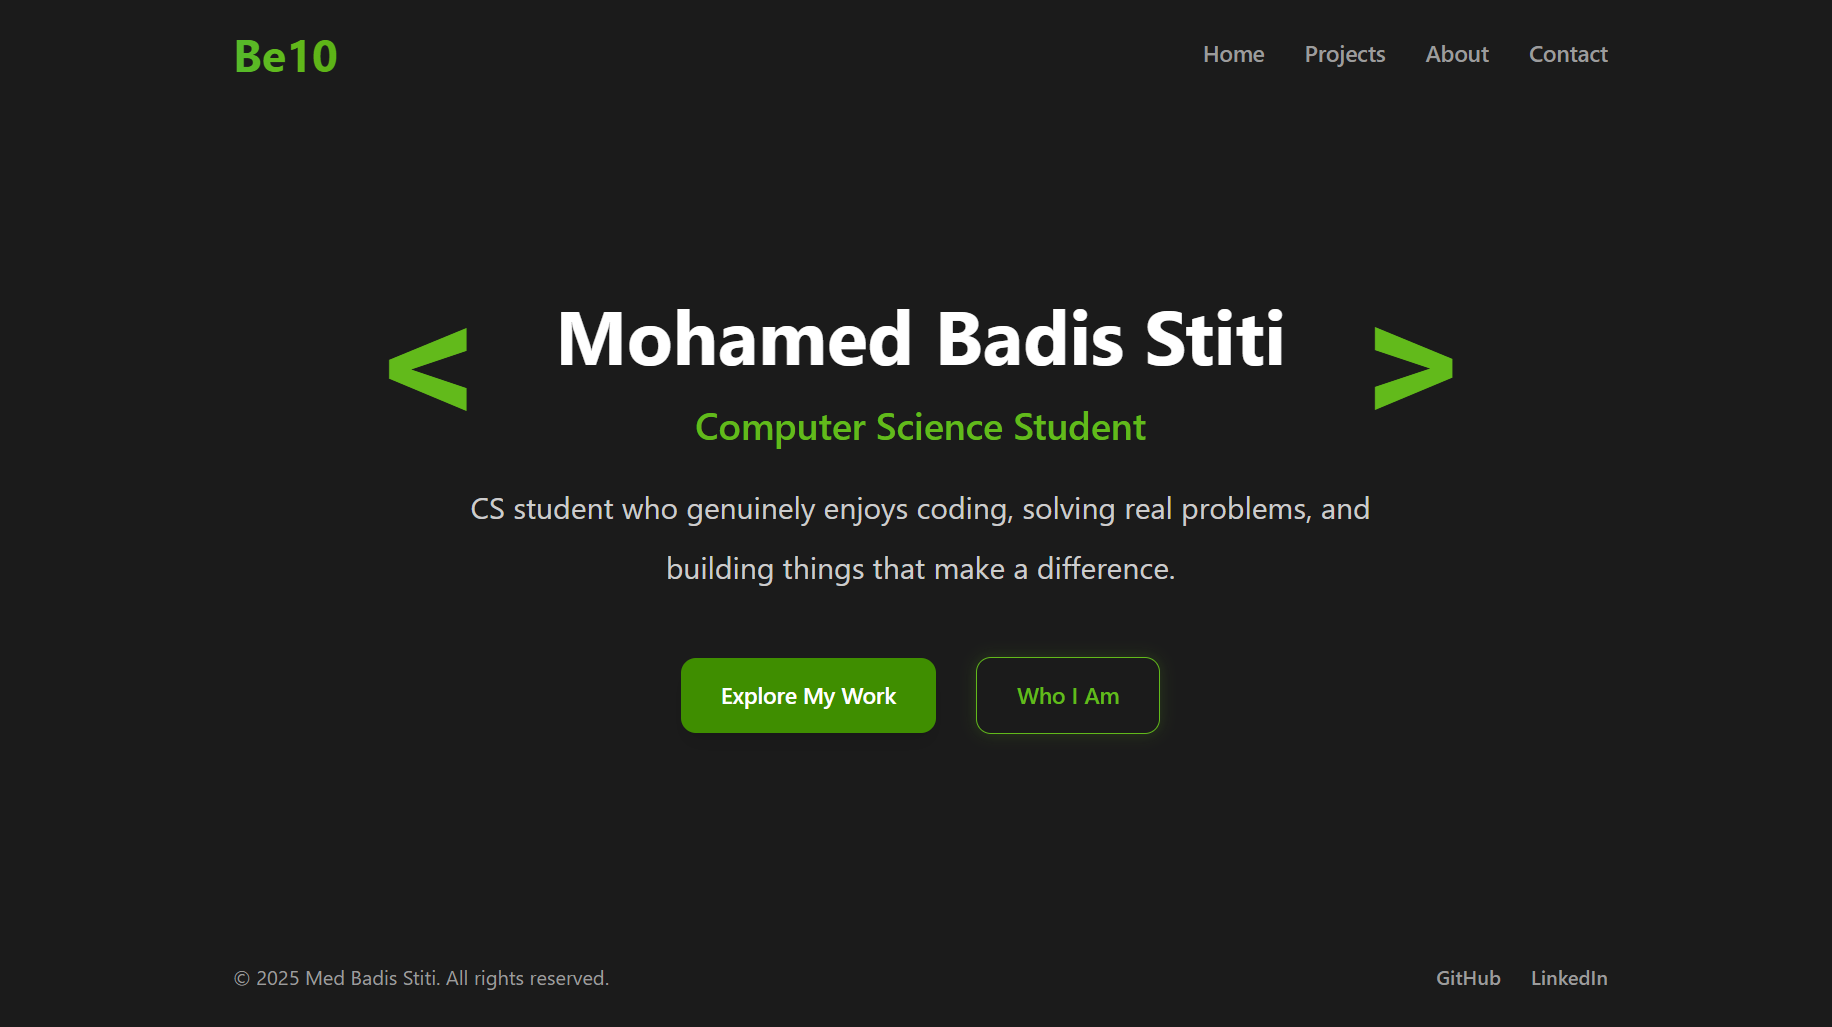 Be10
Home Projects About Contact
< Mohamed Badis Stiti >
Computer Science Student
CS student who genuinely enjoys coding, solving real problems, and
building things that make a difference.
Explore My Work Who I Am
© 2025 Med Badis Stiti. All rights reserved. GitHub LinkedIn